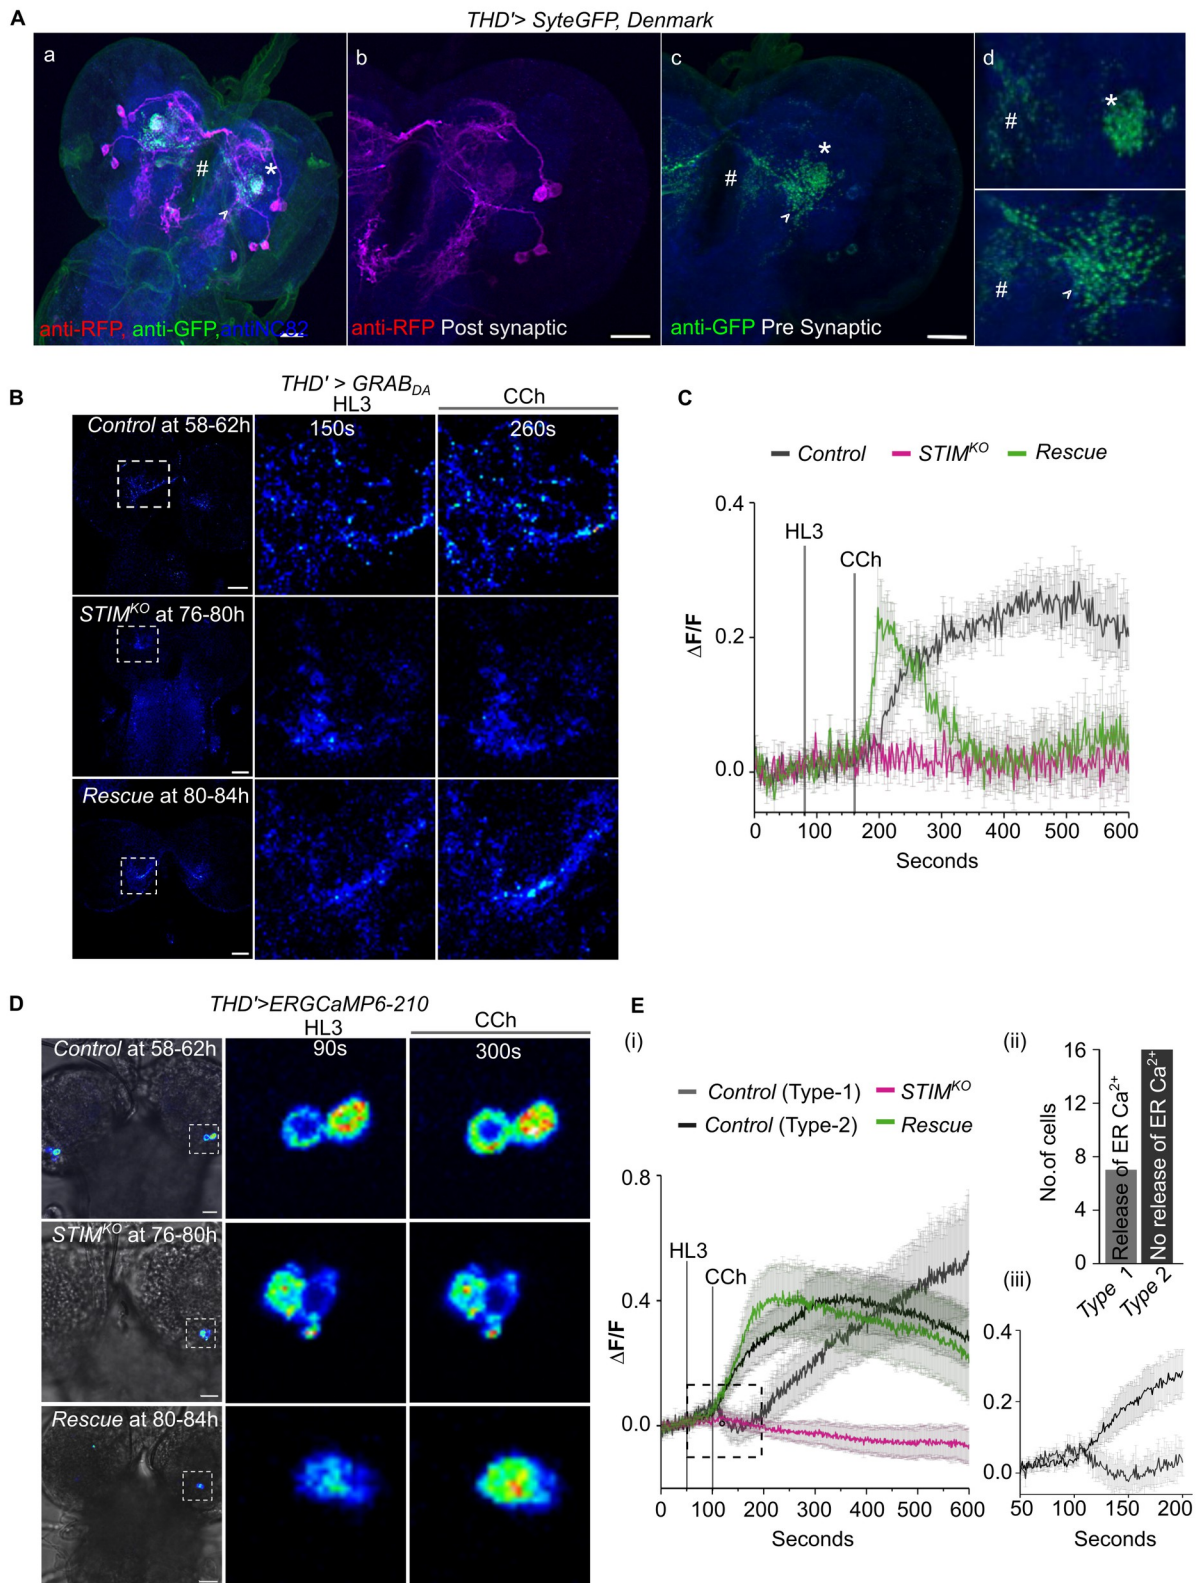 A
THD'> SyteGFP, Denmark
a
b
c
d
#
*
#
*
#
*
#
anti-RFP, anti-GFP, antiNC82
anti-RFP Post synaptic
anti-GFP Pre Synaptic
B
THD' > GRABDA
HL3
CCh
Control at 58-62h
150s
260s
STIMKO at 76-80h
Rescue at 80-84h
C
Control
STIMKO
Rescue
0.4
HL3
CCh
0.2
ΔF/F
0.0
0 100 200 300 400 500 600
Seconds
D
THD'>ERGCaMP6-210
HL3
CCh
Control at 58-62h
90s
300s
STIMKO at 76-80h
Rescue at 80-84h
E
(i)
Control (Type-1)
STIMKO
Control (Type-2)
Rescue
0.8
HL3
CCh
0.4
ΔF/F
0.0
0 100 200 300 400 500 600
Seconds
(ii)
16
12
8
4
0
No.of cells
Release of ER Ca2+
No release of ER Ca2+
Type 1
Type 2
(iii)
0.4
0.2
0.0
50 100 150 200
Seconds